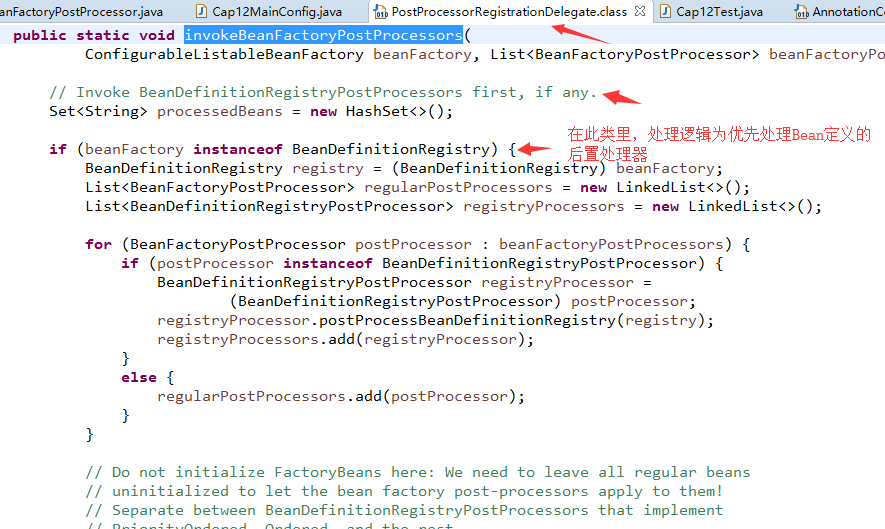 anFactoryPostProcessor.java Cap12MainConfig.java PostProcessorRegistrationDelegate.class Cap12Test.java AnnotationCo
public static void invokeBeanFactoryPostProcessors(
ConfigurableListableBeanFactory beanFactory, List<BeanFactoryPostProcessor> beanFactoryPo
// Invoke BeanDefinitionRegistryPostProcessors first, if any.
Set<String> processedBeans = new HashSet<>();
在此类里，处理逻辑为优先处理Bean定义的
后置处理器
if (beanFactory instanceof BeanDefinitionRegistry) {
BeanDefinitionRegistry registry = (BeanDefinitionRegistry) beanFactory;
List<BeanFactoryPostProcessor> regularPostProcessors = new LinkedList<>();
List<BeanDefinitionRegistryPostProcessor> registryProcessors = new LinkedList<>();
for (BeanFactoryPostProcessor postProcessor : beanFactoryPostProcessors) {
if (postProcessor instanceof BeanDefinitionRegistryPostProcessor) {
BeanDefinitionRegistryPostProcessor registryProcessor =
(BeanDefinitionRegistryPostProcessor) postProcessor;
registryProcessor.postProcessBeanDefinitionRegistry(registry);
registryProcessors.add(registryProcessor);
}
else {
regularPostProcessors.add(postProcessor);
}
}
// Do not initialize FactoryBeans here: We need to leave all regular beans
// uninitialized to let the bean factory post-processors apply to them!
// Separate between BeanDefinitionRegistryPostProcessors that implement
// PriorityOrdered, Ordered, and the rest.